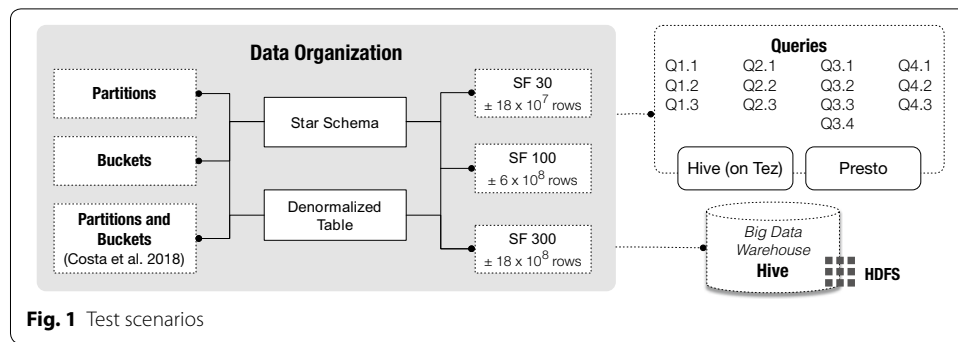 Data Organization
Partitions
Buckets
Partitions and
Buckets
(Costa et al. 2018)
Star Schema
Denormalized
Table
SF 30
± 18 x 10⁷ rows
SF 100
± 6 x 10⁸ rows
SF 300
± 18 x 10⁸ rows
Queries
Q1.1 Q2.1 Q3.1 Q4.1
Q1.2 Q2.2 Q3.2 Q4.2
Q1.3 Q2.3 Q3.3 Q4.3
Q3.4
Hive (on Tez)
Presto
Big Data
Warehouse
Hive
HDFS
Fig. 1 Test scenarios